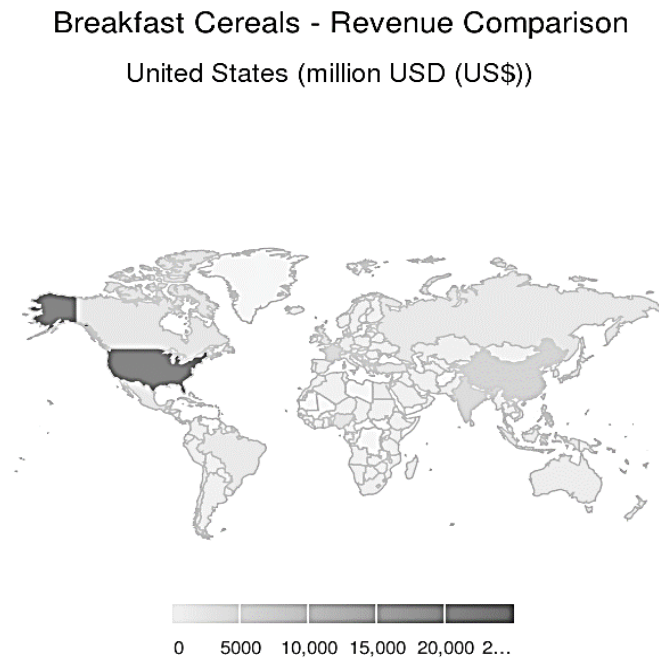 Breakfast Cereals - Revenue Comparison
United States (million USD (US$))
0 5000 10,000 15,000 20,000 2...